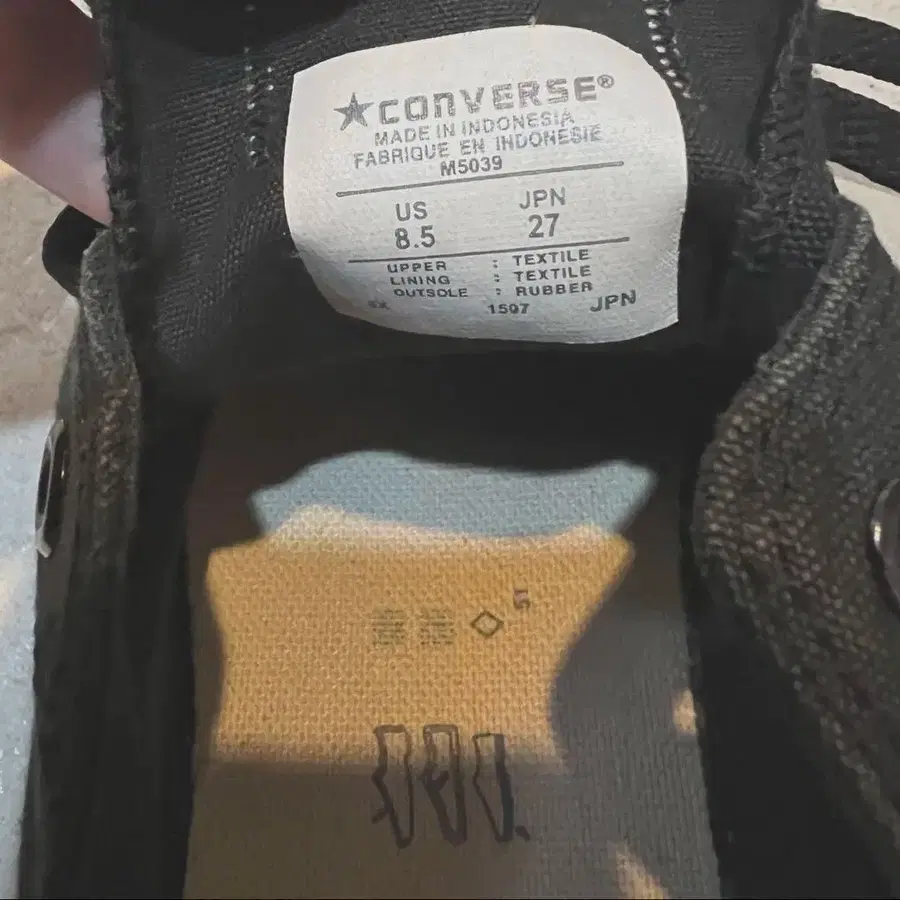 ★CONVERSE®
MADE IN INDONESIA
FABRIQUE EN INDONESIE
M5039
US JPN
8.5 27
UPPER : TEXTILE
LINING : TEXTILE
OUTSOLE : RUBBER
1507 JPN